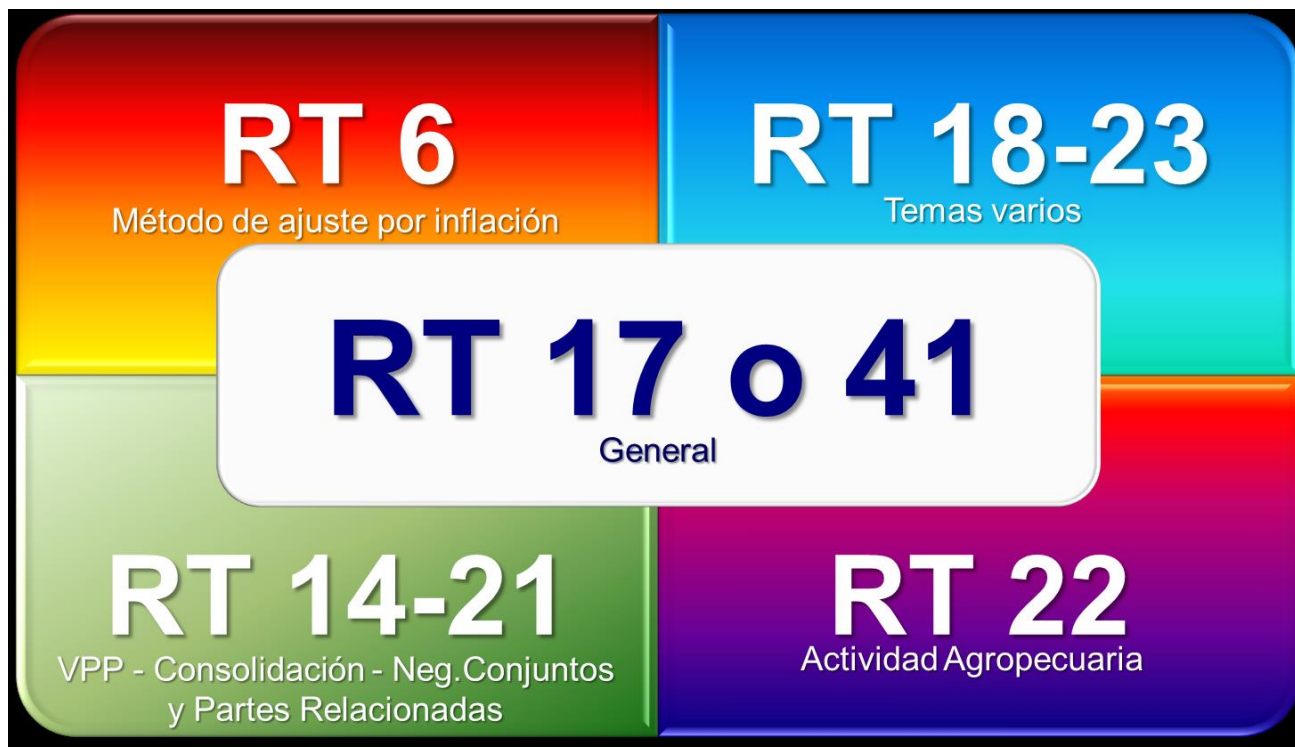 RT 6
Método de ajuste por inflación
RT 18-23
Temas varios
RT 17 o 41
General
RT 14-21
VPP - Consolidación - Neg.Conjuntos
y Partes Relacionadas
RT 22
Actividad Agropecuaria